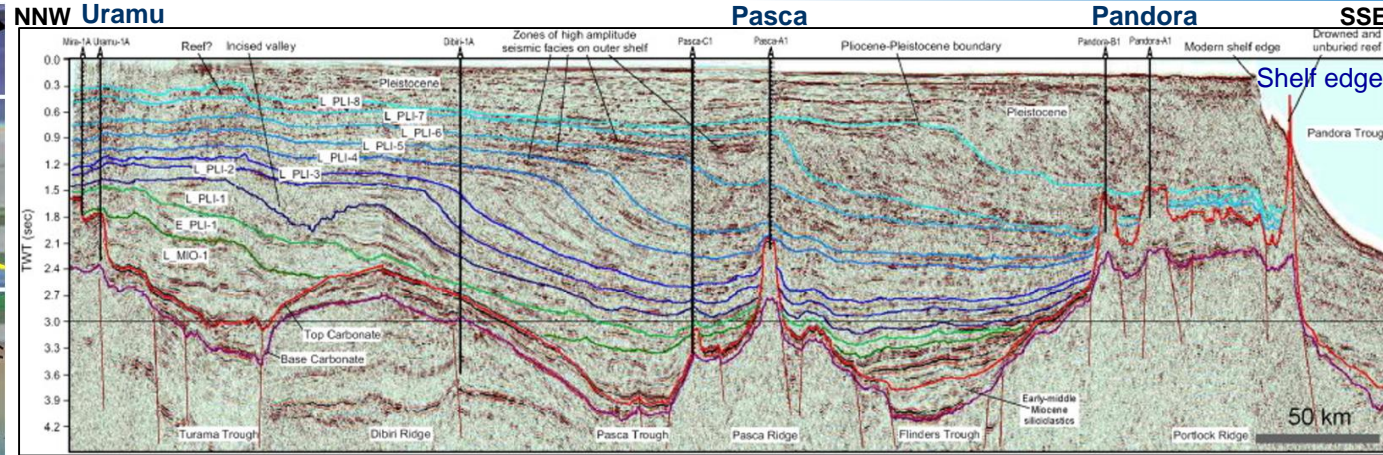 NNW Uramu Pasca Pandora SSE
Mira-1A Uramu-1A Reef? Incised valley Dibiri-1A
Zones of high amplitude
seismic facies on outer shelf
Pasca-C1 Pasca-A1 Pliocene-Pleistocene boundary Pandora-B1 Pandora-A1 Modern shelf edge
Drowned and
unburied reef
Shelf edge
Pandora Troug
TWT (sec)
0.0
0.3
0.6
0.9
1.2
1.5
1.8
2.1
2.4
2.7
3.0
3.3
3.6
3.9
4.2
Pleistocene
Pleistocene
L_PLI-8
L_PLI-7
L_PLI-6
L_PLI-5
L_PLI-4
L_PLI-2
L_PLI-3
L_PLI-1
E_PLI-1
L_MIO-1
Top Carbonate
Base Carbonate
Early-middle
Miocene
siliciclastics
50 km
Turama Trough Dibiri Ridge Pasca Trough Pasca Ridge Flinders Trough Portlock Ridge